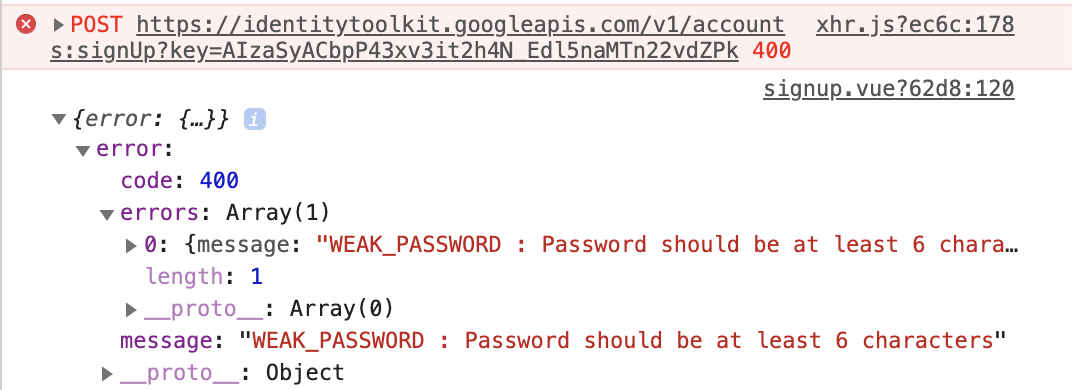 POST https://identitytoolkit.googleapis.com/v1/account xhr.js?ec6c:178
s:signUp?key=AIzaSyACbpP43xv3it2h4N_Edl5naMTn22vdZPk 400
signup.vue?62d8:120
{error: {…}} i
error:
code: 400
errors: Array(1)
0: {message: "WEAK_PASSWORD : Password should be at least 6 chara…
length: 1
__proto__: Array(0)
message: "WEAK_PASSWORD : Password should be at least 6 characters"
__proto__: Object